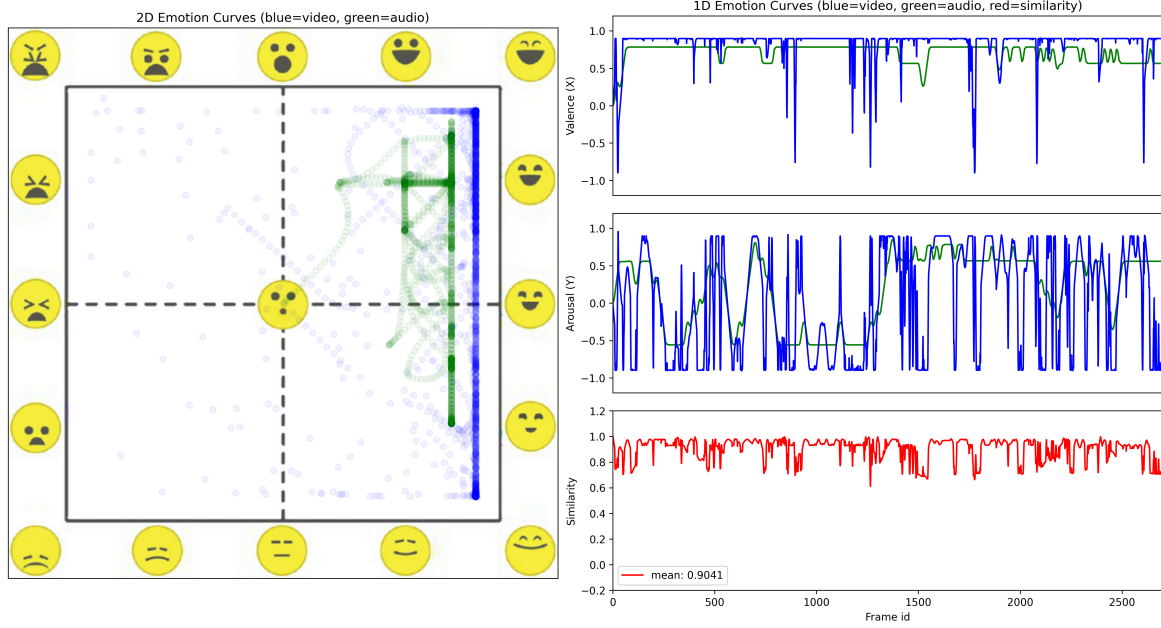 2D Emotion Curves (blue=video, green=audio)
1D Emotion Curves (blue=video, green=audio, red=similarity)
1.0
0.5
0.0
−0.5
−1.0
Valence (X)
1.0
0.5
0.0
−0.5
−1.0
Arousal (Y)
1.2
1.0
0.8
0.6
0.4
0.2
0.0
−0.2
Similarity
mean: 0.9041
0 500 1000 1500 2000 2500
Frame id